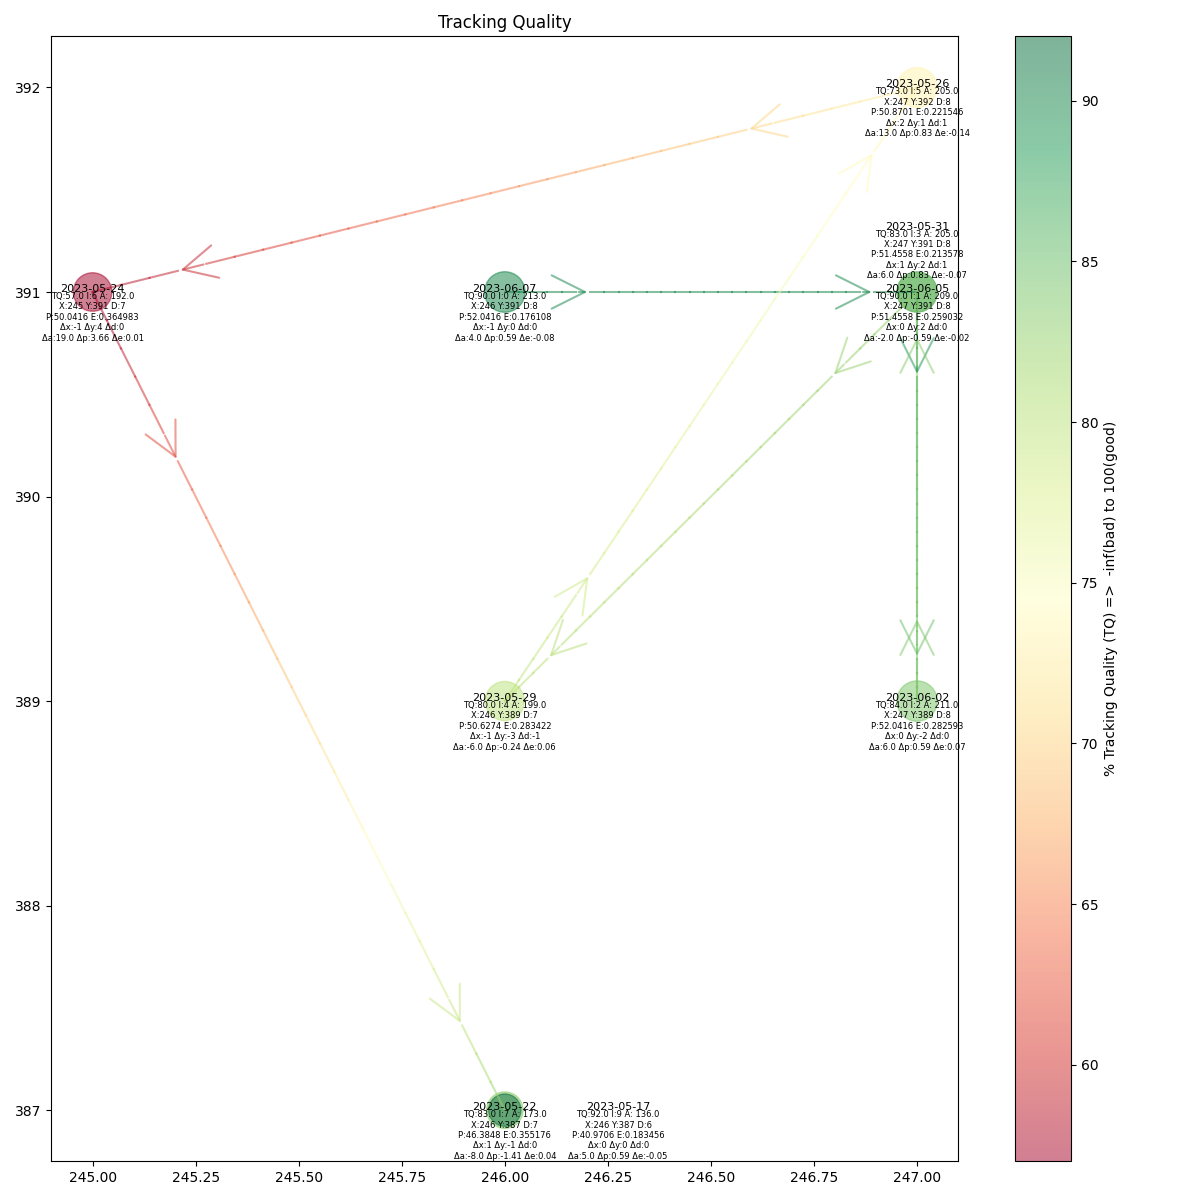 Tracking Quality
392
391
390
389
388
387
245.00
245.25
245.50
245.75
246.00
246.25
246.50
246.75
247.00
2023-05-26
TQ:73.0 I:5 A: 205.0
X:247 Y:392 D:8
P:50.8701 E:0.221546
Δx:2 Δy:1 Δd:1
Δa:13.0 Δp:0.83 Δe:-0.14
2023-05-31
TQ:83.0 I:3 A: 205.0
X:247 Y:391 D:8
P:51.4558 E:0.213578
Δx:1 Δy:2 Δd:1
Δa:6.0 Δp:0.83 Δe:-0.07
2023-05-24
TQ:57.0 I:6 A: 192.0
X:245 Y:391 D:7
P:50.0416 E:0.364983
Δx:-1 Δy:4 Δd:0
Δa:19.0 Δp:3.66 Δe:0.01
2023-06-07
TQ:90.0 I:0 A: 213.0
X:246 Y:391 D:8
P:52.0416 E:0.176108
Δx:-1 Δy:0 Δd:0
Δa:4.0 Δp:0.59 Δe:-0.08
2023-06-05
TQ:90.0 I:1 A: 209.0
X:247 Y:391 D:8
P:51.4558 E:0.259032
Δx:0 Δy:2 Δd:0
Δa:-2.0 Δp:-0.59 Δe:-0.02
2023-05-29
TQ:80.0 I:4 A: 199.0
X:246 Y:389 D:7
P:50.6274 E:0.283422
Δx:-1 Δy:-3 Δd:-1
Δa:-6.0 Δp:-0.24 Δe:0.06
2023-06-02
TQ:84.0 I:2 A: 211.0
X:247 Y:389 D:8
P:52.0416 E:0.282593
Δx:0 Δy:-2 Δd:0
Δa:6.0 Δp:0.59 Δe:0.07
2023-05-22
TQ:83.0 I:7 A: 173.0
X:246 Y:387 D:7
P:46.3848 E:0.355176
Δx:1 Δy:-1 Δd:0
Δa:-8.0 Δp:-1.41 Δe:0.04
2023-05-17
TQ:92.0 I:9 A: 136.0
X:246 Y:387 D:6
P:40.9706 E:0.183456
Δx:0 Δy:0 Δd:0
Δa:5.0 Δp:0.59 Δe:-0.05
90
85
80
75
70
65
60
% Tracking Quality (TQ) => -inf(bad) to 100(good)